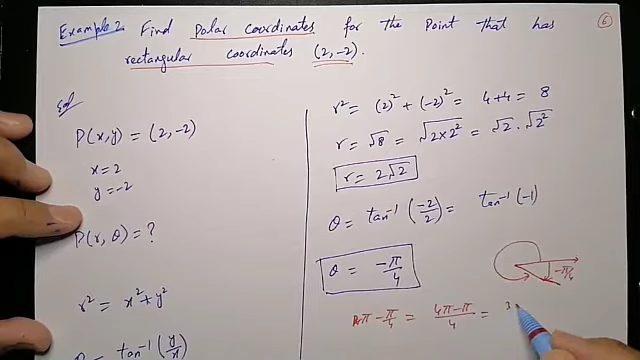 Example 2 Find Polar Coordinates for the Point that has
rectangular coordinates (2, -2).
6
Sol
P(x,y) = (2, -2)
x = 2
y = -2
P(r, θ) = ?
r² = x² + y²
θ = tan⁻¹(y/x)
r² = (2)² + (-2)² = 4+4 = 8
r = √8 = √2×2² = √2 . √2²
r = 2√2
θ = tan⁻¹(-2/2) = tan⁻¹(-1)
θ = -π/4
-π/4
π - π/4 = 4π-π/4 = 3